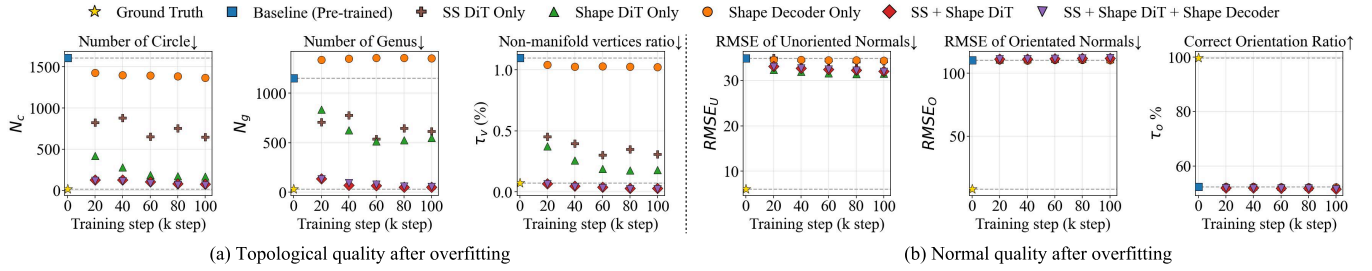 Ground Truth Baseline (Pre-trained) SS DiT Only Shape DiT Only Shape Decoder Only SS + Shape DiT SS + Shape DiT + Shape Decoder
Number of Circle↓
N_c
1500
1000
500
0
0 20 40 60 80 100
Training step (k step)
Number of Genus↓
N_g
1000
500
0
0 20 40 60 80 100
Training step (k step)
Non-manifold vertices ratio↓
τ_v (%)
1.0
0.5
0.0
0 20 40 60 80 100
Training step (k step)
(a) Topological quality after overfitting
RMSE of Unoriented Normals↓
RMSE_U
30
20
10
0 20 40 60 80 100
Training step (k step)
RMSE of Orientated Normals↓
RMSE_O
100
50
0 20 40 60 80 100
Training step (k step)
Correct Orientation Ratio↑
τ_o %
100
80
60
0 20 40 60 80 100
Training step (k step)
(b) Normal quality after overfitting